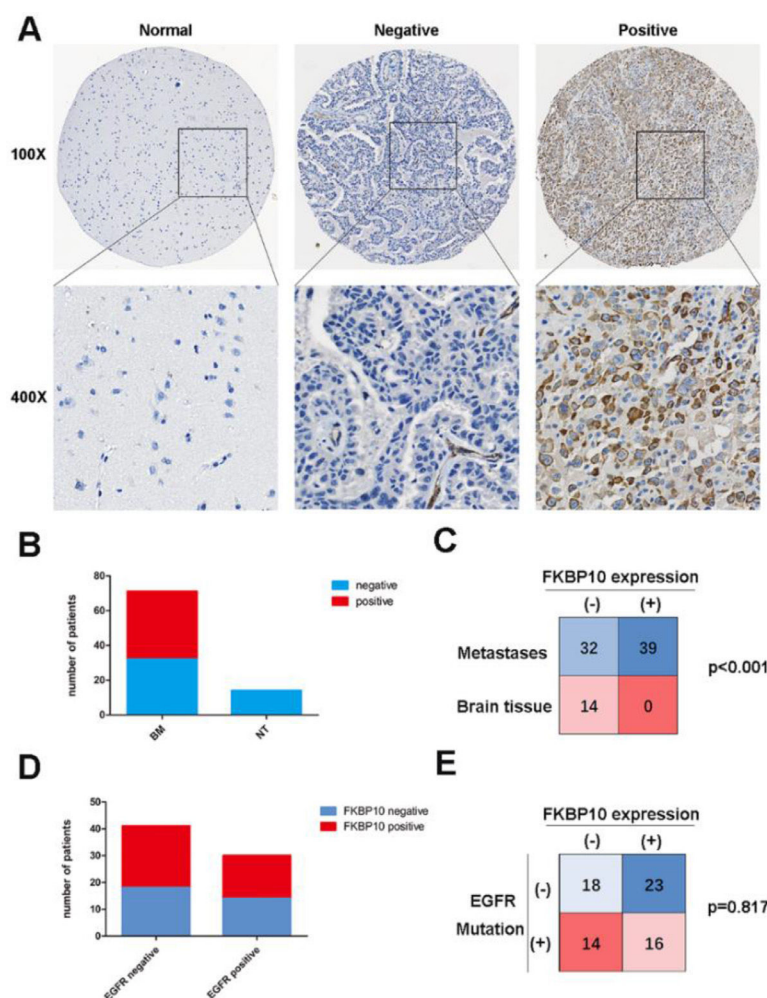 A
Normal
Negative
Positive
100X
400X
B
number of patients
80
60
40
20
0
BM
NT
negative
positive
C
FKBP10 expression
(-) (+)
Metastases 32 39
Brain tissue 14 0
p<0.001
D
number of patients
50
40
30
20
10
0
EGFR negative
EGFR positive
FKBP10 negative
FKBP10 positive
E
FKBP10 expression
(-) (+)
EGFR
Mutation
(-) 18 23
(+) 14 16
p=0.817